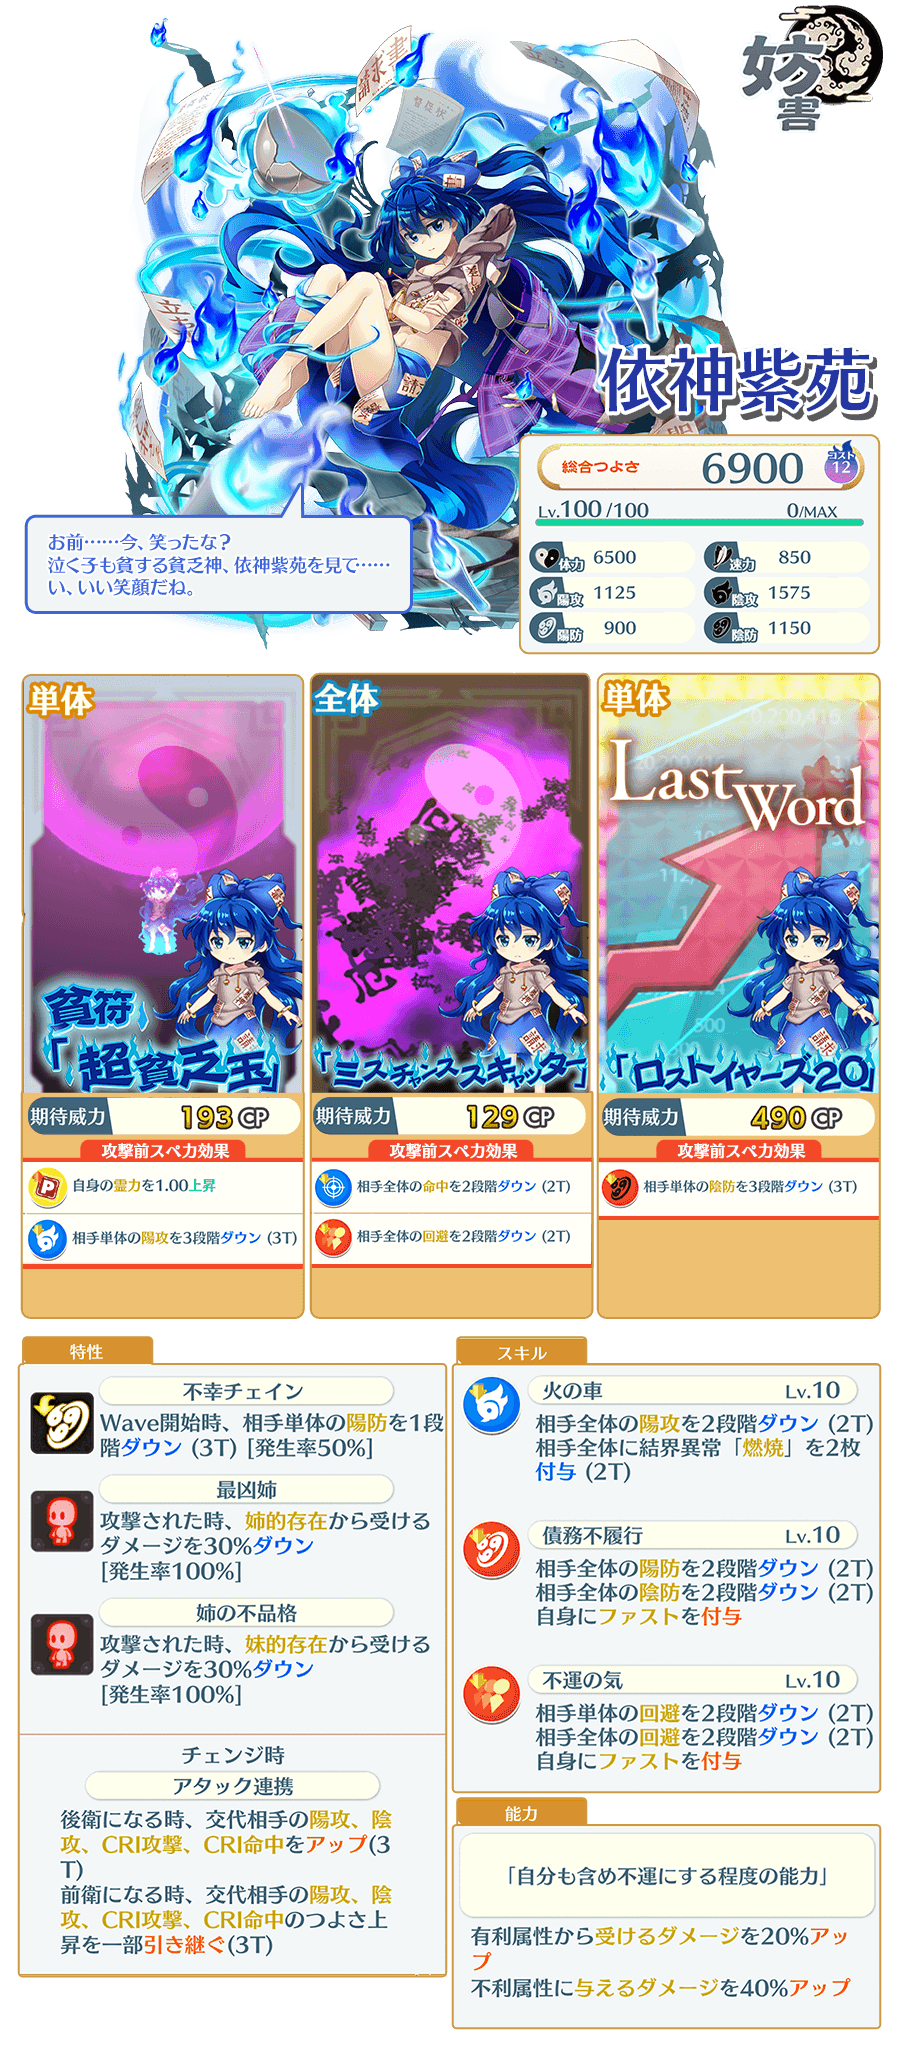 妨害
請求書
督促状
依神紫苑
総合つよさ 6900 コスト 12
Lv.100/100 0/MAX
体力 6500 速力 850
陽攻 1125 陰攻 1575
陽防 900 陰防 1150
お前……今、笑ったな？
泣く子も貧する貧乏神、依神紫苑を見て……
い、いい笑顔だね。
単体
貧符
「超貧乏玉」
期待威力 193 CP
攻撃前スペカ効果
自身の霊力を1.00上昇
相手単体の陽攻を3段階ダウン (3T)
全体
「ミスチャンススキャッター」
期待威力 129 CP
攻撃前スペカ効果
相手全体の命中を2段階ダウン (2T)
相手全体の回避を2段階ダウン (2T)
単体
Last Word
「ロストイヤーズ20」
期待威力 490 CP
攻撃前スペカ効果
相手単体の陰防を3段階ダウン (3T)
特性
不幸チェイン
Wave開始時、相手単体の陽防を1段
階ダウン (3T) [発生率50%]
最凶姉
攻撃された時、姉的存在から受ける
ダメージを30%ダウン
[発生率100%]
姉の不品格
攻撃された時、妹的存在から受ける
ダメージを30%ダウン
[発生率100%]
チェンジ時
アタック連携
後衛になる時、交代相手の陽攻、陰
攻、CRI攻撃、CRI命中をアップ(3
T)
前衛になる時、交代相手の陽攻、陰
攻、CRI攻撃、CRI命中のつよさ上
昇を一部引き継ぐ(3T)
スキル
火の車 Lv.10
相手全体の陽攻を2段階ダウン (2T)
相手全体に結界異常「燃焼」を2枚
付与 (2T)
債務不履行 Lv.10
相手全体の陽防を2段階ダウン (2T)
相手全体の陰防を2段階ダウン (2T)
自身にファストを付与
不運の気 Lv.10
相手単体の回避を2段階ダウン (2T)
相手全体の回避を2段階ダウン (2T)
自身にファストを付与
能力
「自分も含め不運にする程度の能力」
有利属性から受けるダメージを20%アッ
プ
不利属性に与えるダメージを40%アップ